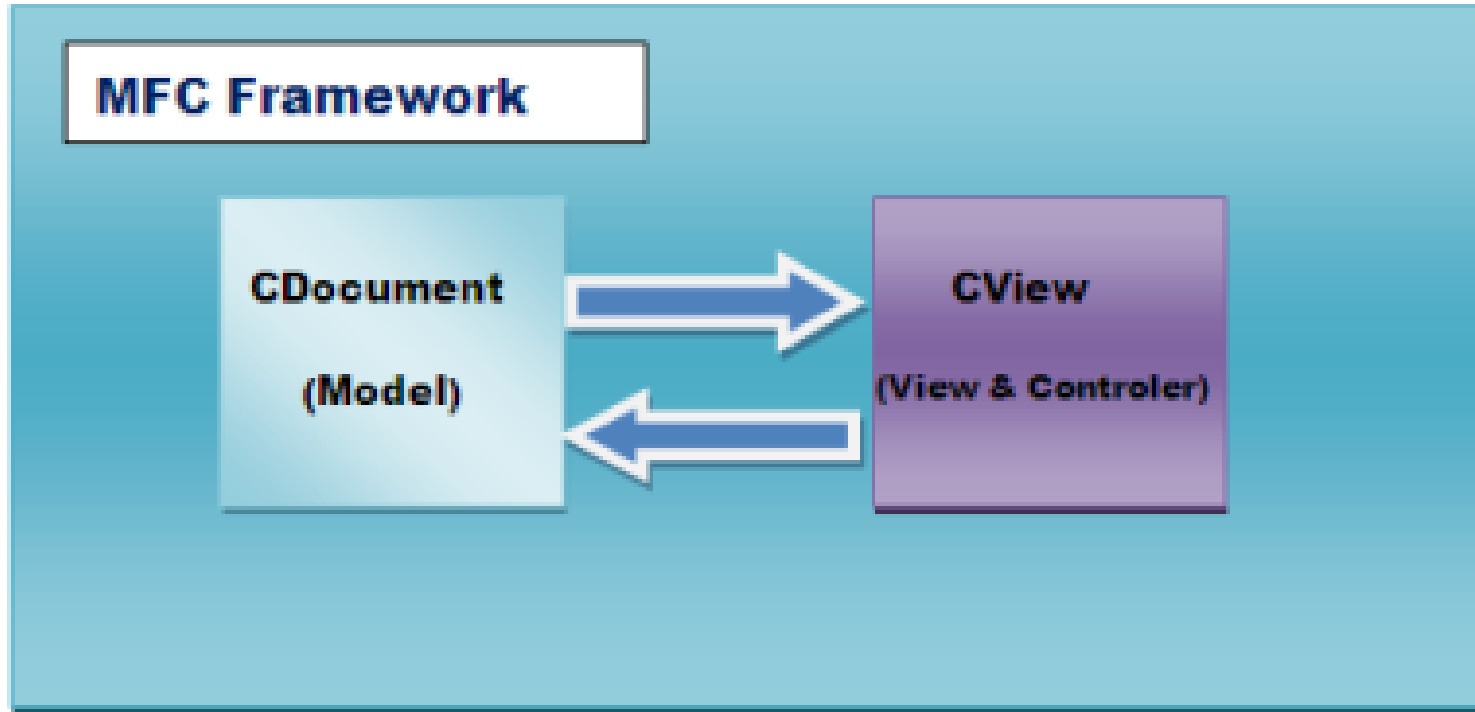 MFC Framework
CDocument
(Model)
CView
(View & Controler)